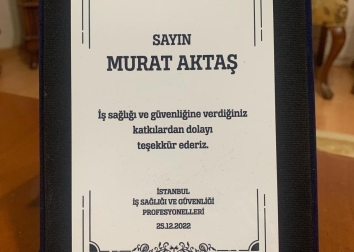 SAYIN
MURAT AKTAŞ
İş sağlığı ve güvenliğine verdiğiniz
katkılardan dolayı
teşekkür ederiz.
İSTANBUL
İŞ SAĞLIĞI VE GÜVENLİĞİ
PROFESYONELLERİ
25.12.2022